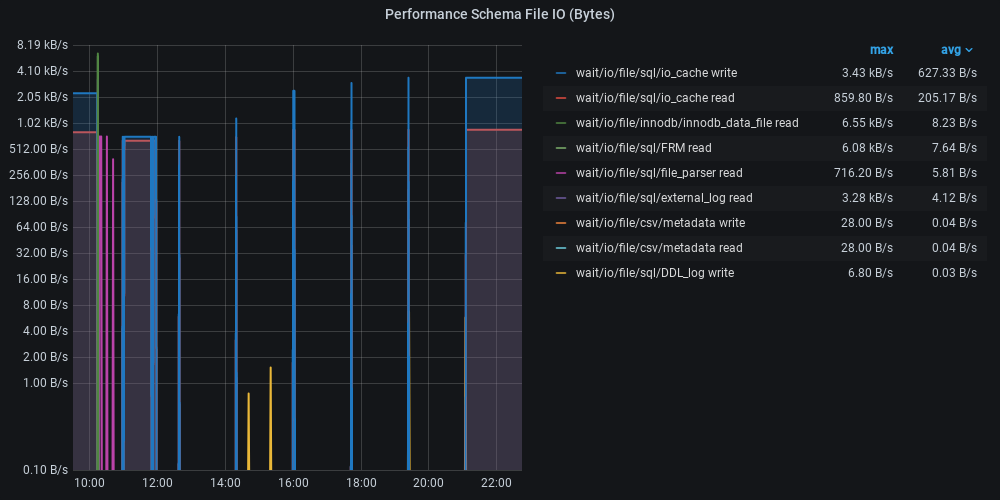 Performance Schema File IO (Bytes)
8.19 kB/s
4.10 kB/s
2.05 kB/s
1.02 kB/s
512.00 B/s
256.00 B/s
128.00 B/s
64.00 B/s
32.00 B/s
16.00 B/s
8.00 B/s
4.00 B/s
2.00 B/s
1.00 B/s
0.10 B/s
10:00 12:00 14:00 16:00 18:00 20:00 22:00
max avg
wait/io/file/sql/io_cache write 3.43 kB/s 627.33 B/s
wait/io/file/sql/io_cache read 859.80 B/s 205.17 B/s
wait/io/file/innodb/innodb_data_file read 6.55 kB/s 8.23 B/s
wait/io/file/sql/FRM read 6.08 kB/s 7.64 B/s
wait/io/file/sql/file_parser read 716.20 B/s 5.81 B/s
wait/io/file/sql/external_log read 3.28 kB/s 4.12 B/s
wait/io/file/csv/metadata write 28.00 B/s 0.04 B/s
wait/io/file/csv/metadata read 28.00 B/s 0.04 B/s
wait/io/file/sql/DDL_log write 6.80 B/s 0.03 B/s